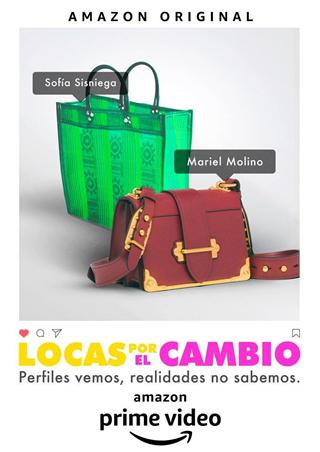 AMAZON ORIGINAL
Sofía Sisniega
Mariel Molino
LOCAS POR EL CAMBIO
Perfiles vemos, realidades no sabemos.
amazon
prime video